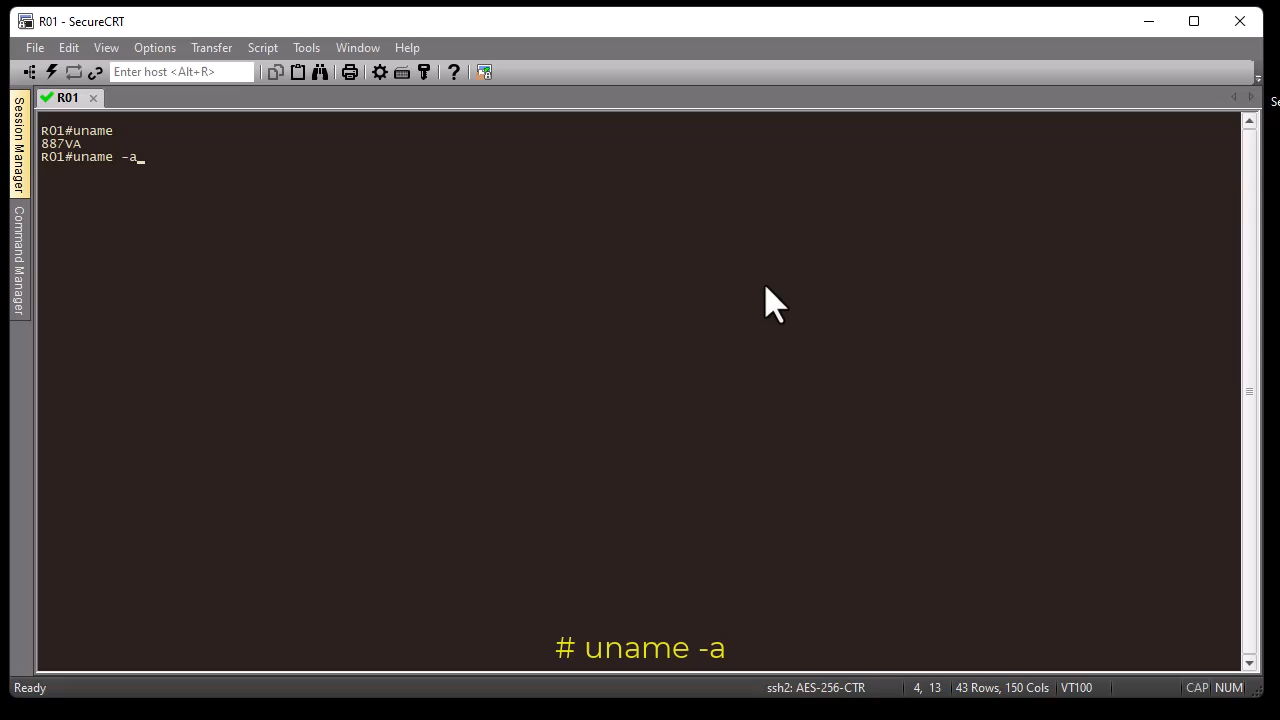 R01 - SecureCRT
File Edit View Options Transfer Script Tools Window Help
Enter host <Alt+R>
R01
Session Manager
Command Manager
R01#uname
887VA
R01#uname -a
# uname -a
Ready ssh2: AES-256-CTR 4, 13 43 Rows, 150 Cols VT100 CAP NUM